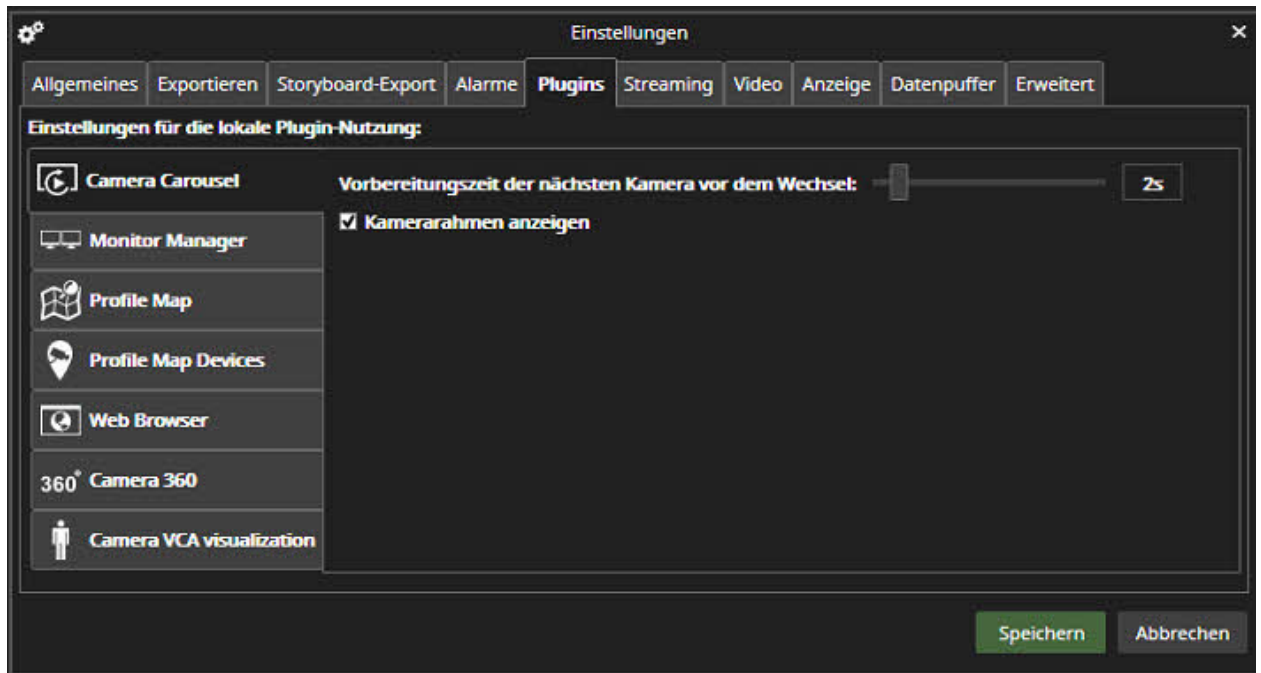 Einstellungen
Allgemeines Exportieren Storyboard-Export Alarme Plugins Streaming Video Anzeige Datenpuffer Erweitert
Einstellungen für die lokale Plugin-Nutzung:
Camera Carousel
Vorbereitungszeit der nächsten Kamera vor dem Wechsel: 2s
Kamerarahmen anzeigen
Monitor Manager
Profile Map
Profile Map Devices
Web Browser
360° Camera 360
Camera VCA visualization
Speichern Abbrechen